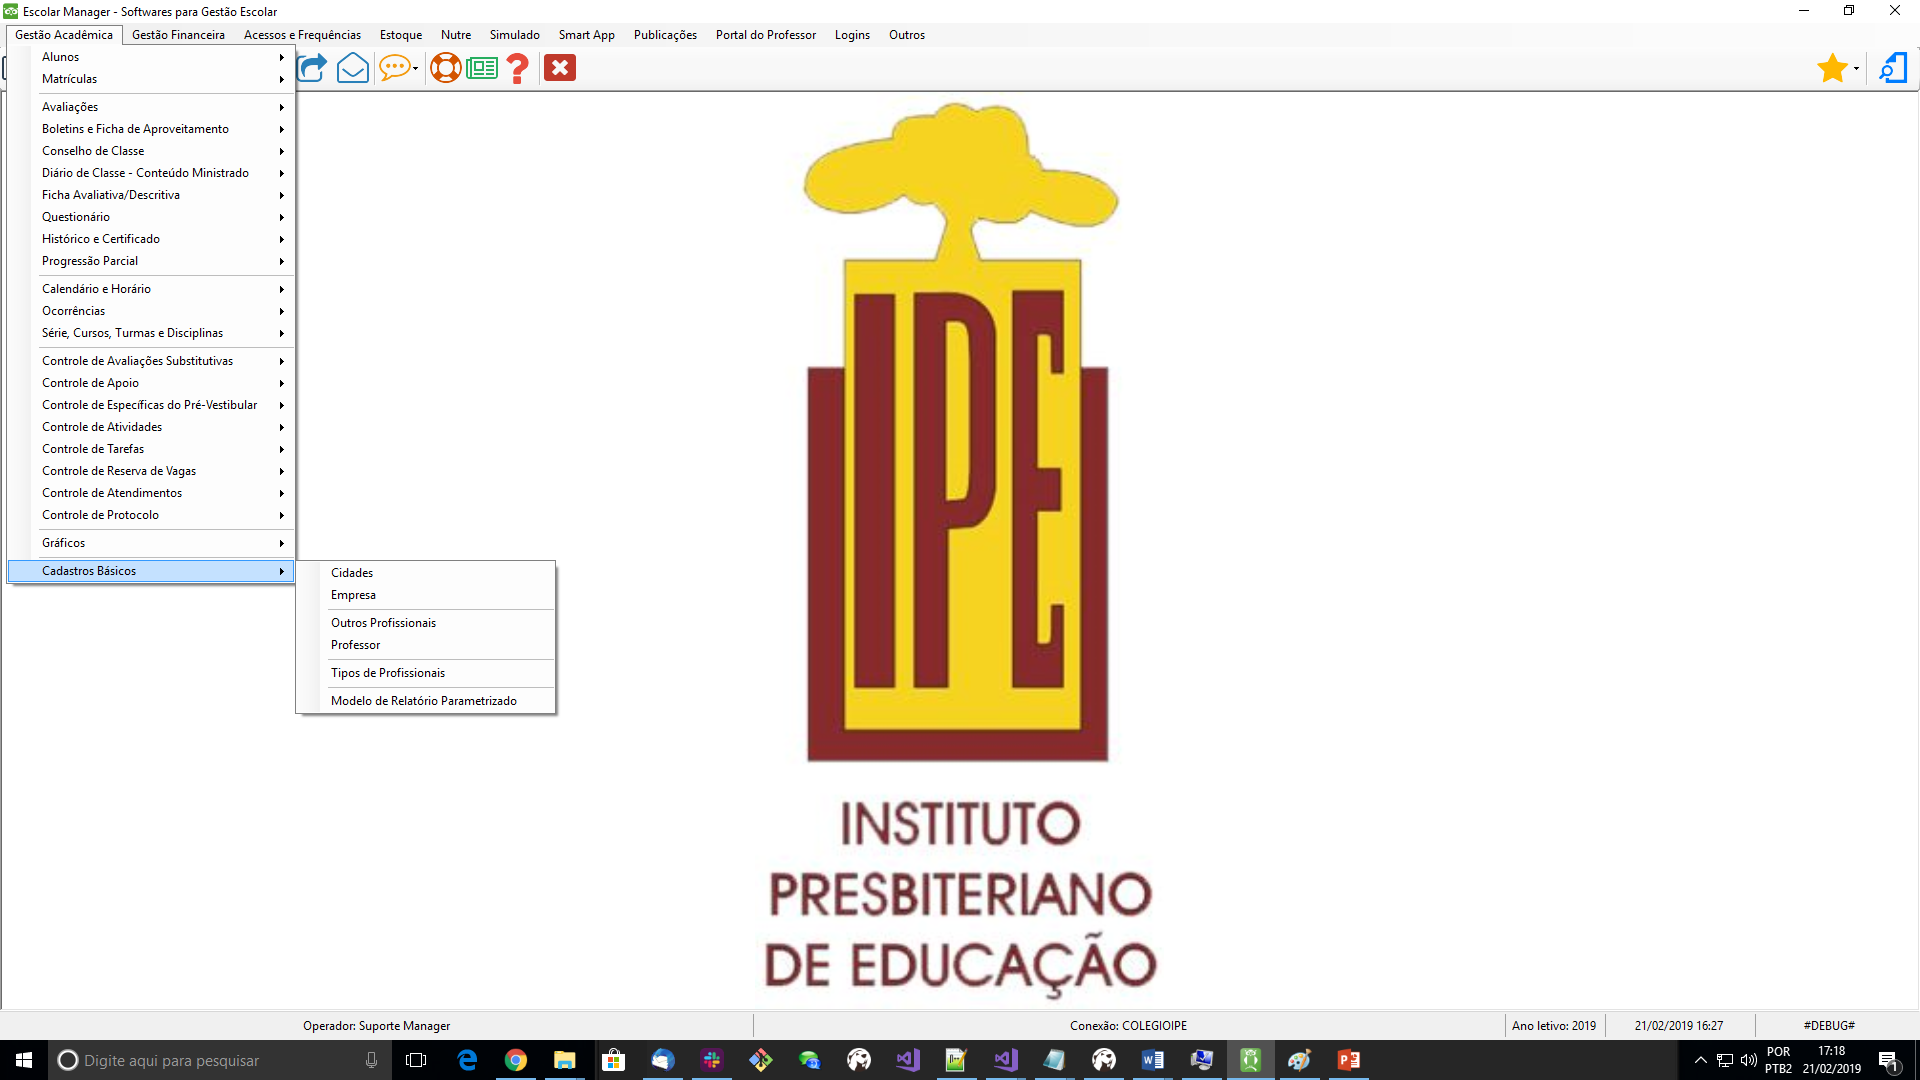 Escolar Manager - Softwares para Gestão Escolar
Gestão Acadêmica Gestão Financeira Acessos e Frequências Estoque Nutre Simulado Smart App Publicações Portal do Professor Logins Outros
Alunos
Matrículas
Avaliações
Boletins e Ficha de Aproveitamento
Conselho de Classe
Diário de Classe - Conteúdo Ministrado
Ficha Avaliativa/Descritiva
Questionário
Histórico e Certificado
Progressão Parcial
Calendário e Horário
Ocorrências
Série, Cursos, Turmas e Disciplinas
Controle de Avaliações Substitutivas
Controle de Apoio
Controle de Específicas do Pré-Vestibular
Controle de Atividades
Controle de Tarefas
Controle de Reserva de Vagas
Controle de Atendimentos
Controle de Protocolo
Gráficos
Cadastros Básicos
Cidades
Empresa
Outros Profissionais
Professor
Tipos de Profissionais
Modelo de Relatório Parametrizado
IPE
INSTITUTO
PRESBITERIANO
DE EDUCAÇÃO
Operador: Suporte Manager
Conexão: COLEGIOIPE
Ano letivo: 2019
21/02/2019 16:27
#DEBUG#
Digite aqui para pesquisar
POR
PTB2
17:18
21/02/2019
1